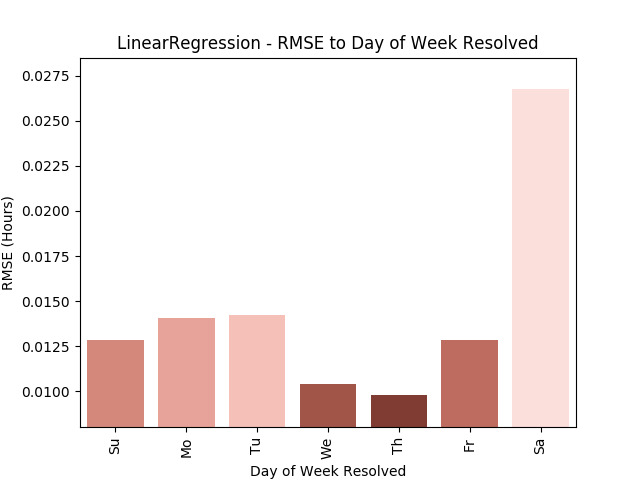 LinearRegression - RMSE to Day of Week Resolved
0.0275
0.0250
0.0225
0.0200
0.0175
0.0150
0.0125
0.0100
RMSE (Hours)
Su
Mo
Tu
We
Th
Fr
Sa
Day of Week Resolved